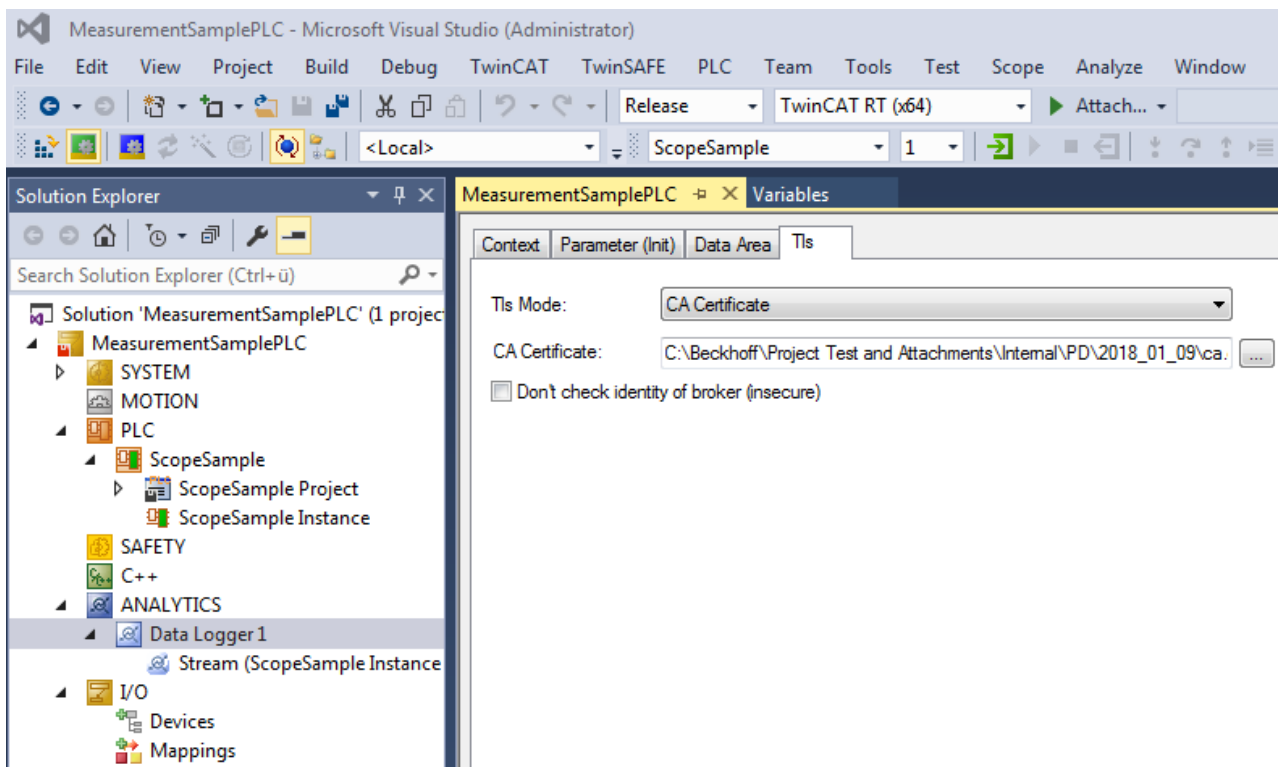 MeasurementSamplePLC - Microsoft Visual Studio (Administrator)
File Edit View Project Build Debug TwinCAT TwinSAFE PLC Team Tools Test Scope Analyze Window
Release TwinCAT RT (x64) Attach...
<Local> ScopeSample 1
Solution Explorer
MeasurementSamplePLC Variables
Context Parameter (Init) Data Area Tls
Search Solution Explorer (Ctrl+ü)
Tls Mode: CA Certificate
Solution 'MeasurementSamplePLC' (1 projec
MeasurementSamplePLC
CA Certificate: C:\Beckhoff\Project Test and Attachments\Internal\PD\2018_01_09\ca. ...
SYSTEM
Don't check identity of broker (insecure)
MOTION
PLC
ScopeSample
ScopeSample Project
ScopeSample Instance
SAFETY
C++
ANALYTICS
Data Logger 1
Stream (ScopeSample Instance
I/O
Devices
Mappings